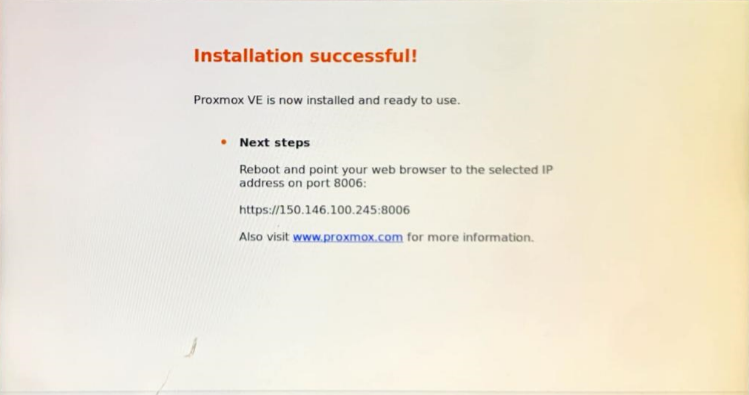 Installation successful!
Proxmox VE is now installed and ready to use.
Next steps
Reboot and point your web browser to the selected IP
address on port 8006:
https://150.146.100.245:8006
Also visit www.proxmox.com for more information.